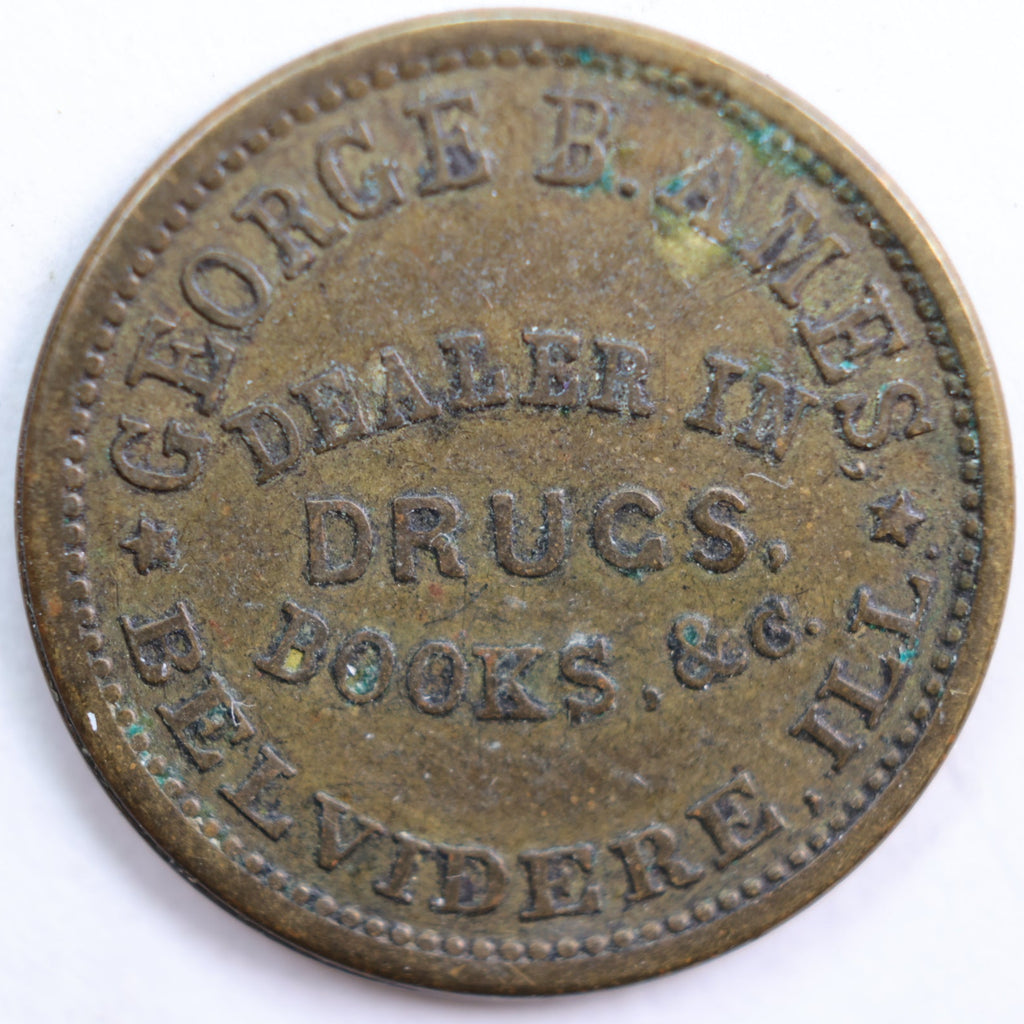 GEORGE B. AMES,
DEALER IN
DRUGS,
BOOKS, &C.
BELVIDERE, ILL.